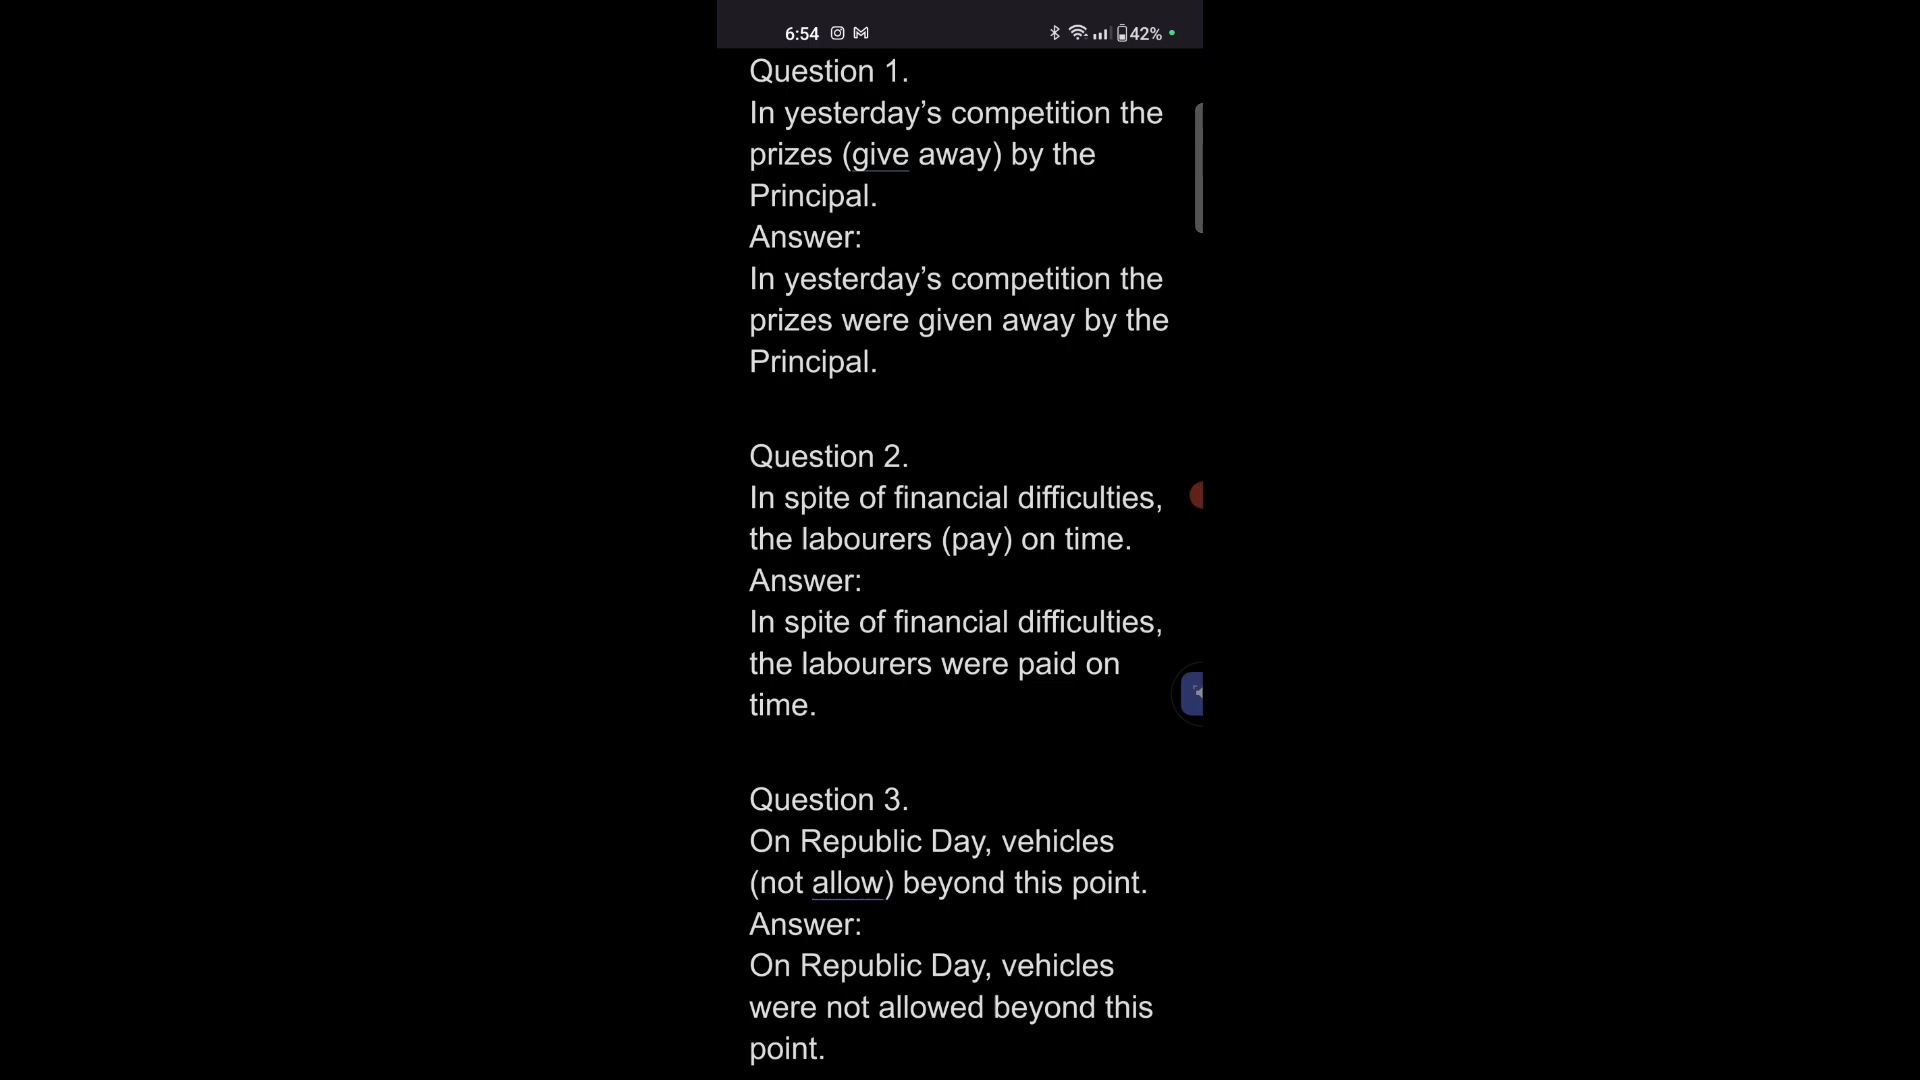 6:54 42%
Question 1.
In yesterday’s competition the
prizes (give away) by the
Principal.
Answer:
In yesterday’s competition the
prizes were given away by the
Principal.
Question 2.
In spite of financial difficulties,
the labourers (pay) on time.
Answer:
In spite of financial difficulties,
the labourers were paid on
time.
Question 3.
On Republic Day, vehicles
(not allow) beyond this point.
Answer:
On Republic Day, vehicles
were not allowed beyond this
point.